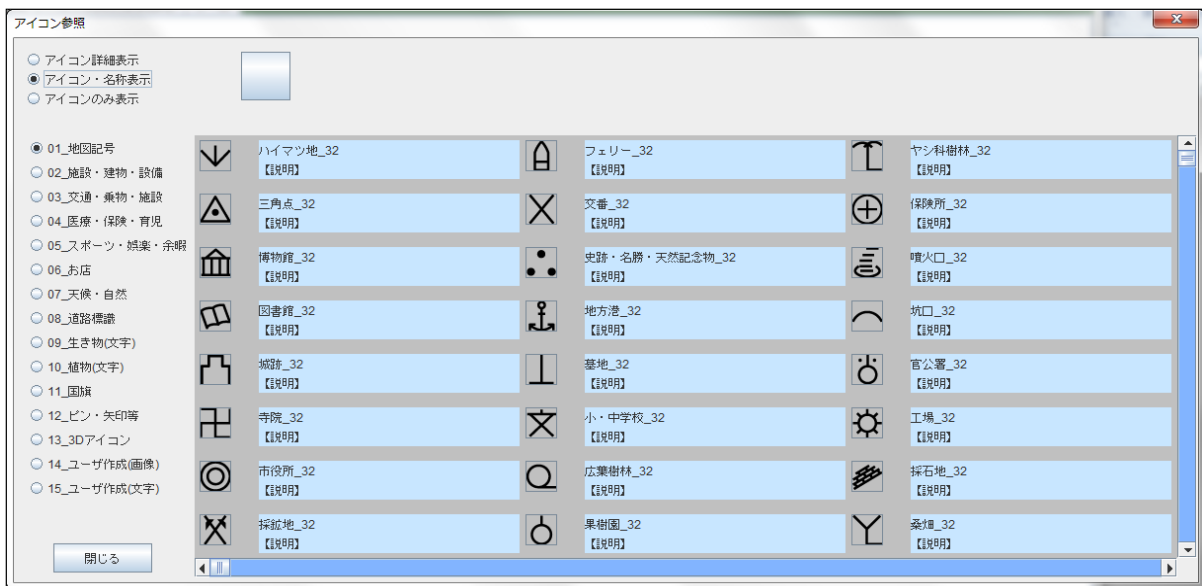 アイコン参照
アイコン詳細表示
アイコン・名称表示
アイコンのみ表示
01_地図記号
02_施設・建物・設備
03_交通・乗物・施設
04_医療・保険・育児
05_スポーツ・娯楽・余暇
06_お店
07_天候・自然
08_道路標識
09_生き物(文字)
10_植物(文字)
11_国旗
12_ピン・矢印等
13_3Dアイコン
14_ユーザ作成(画像)
15_ユーザ作成(文字)
閉じる
ハイマツ地_32
【説明】
フェリー_32
【説明】
ヤシ科樹林_32
【説明】
三角点_32
【説明】
交番_32
【説明】
保険所_32
【説明】
博物館_32
【説明】
史跡・名勝・天然記念物_32
【説明】
噴火口_32
【説明】
図書館_32
【説明】
地方港_32
【説明】
坑口_32
【説明】
城跡_32
【説明】
墓地_32
【説明】
官公署_32
【説明】
寺院_32
【説明】
小・中学校_32
【説明】
工場_32
【説明】
市役所_32
【説明】
広葉樹林_32
【説明】
採石地_32
【説明】
採鉱地_32
【説明】
果樹園_32
【説明】
桑畑_32
【説明】